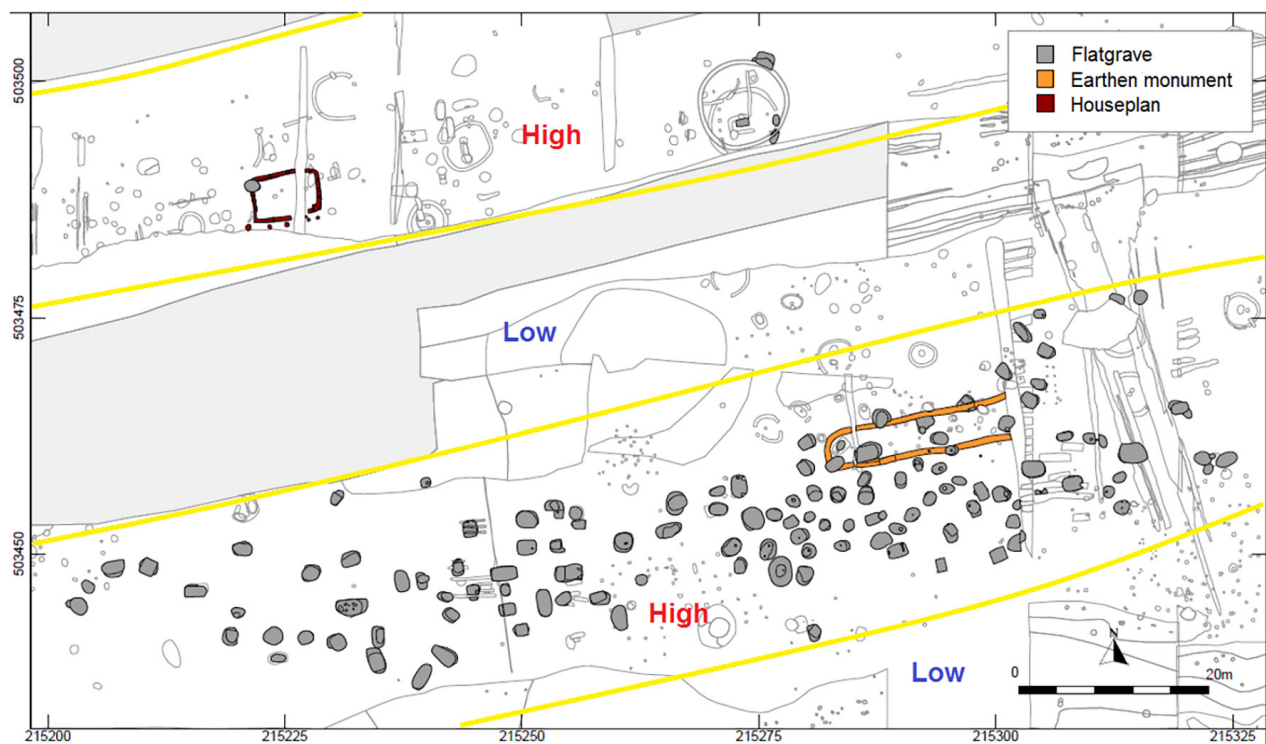 503500
High
Flatgrave
Earthen monument
Houseplan
503475
Low
503450
High
Low
N
0 20m
8
215200 215225 215250 215275 215300 215325